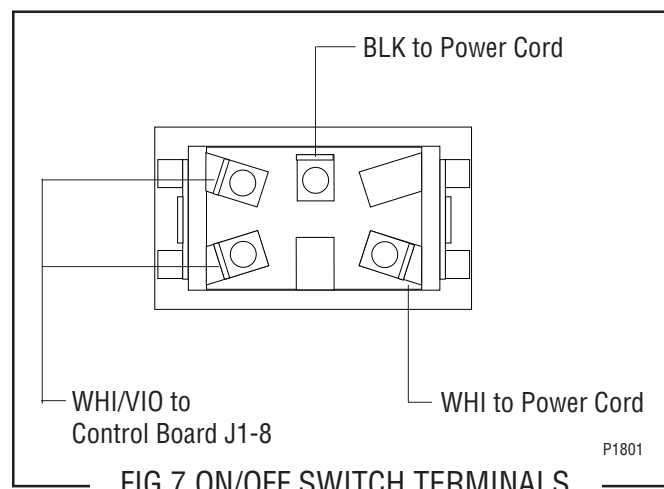 BLK to Power Cord
WHI/VIO to
Control Board J1-8
WHI to Power Cord
P1801
FIG 7 ON/OFF SWITCH TERMINALS